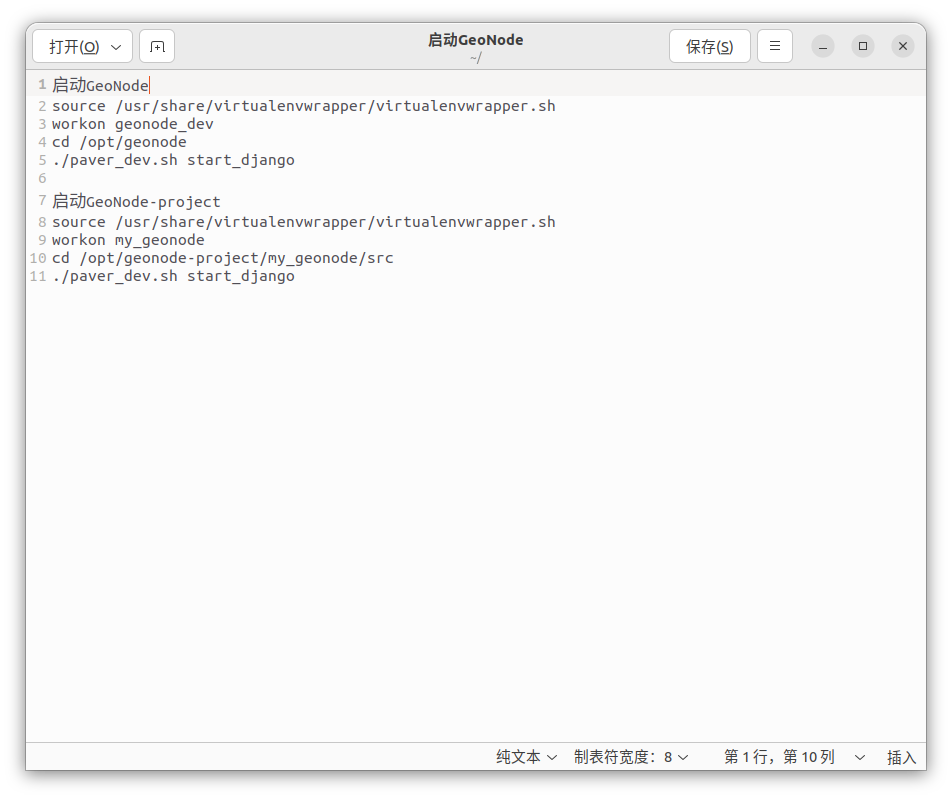 打开(O)
启动GeoNode
~/
保存(S)
1 启动GeoNode
2 source /usr/share/virtualenvwrapper/virtualenvwrapper.sh
3 workon geonode_dev
4 cd /opt/geonode
5 ./paver_dev.sh start_django
6
7 启动GeoNode-project
8 source /usr/share/virtualenvwrapper/virtualenvwrapper.sh
9 workon my_geonode
10 cd /opt/geonode-project/my_geonode/src
11 ./paver_dev.sh start_django
纯文本 制表符宽度：8 第 1 行，第 10 列 插入